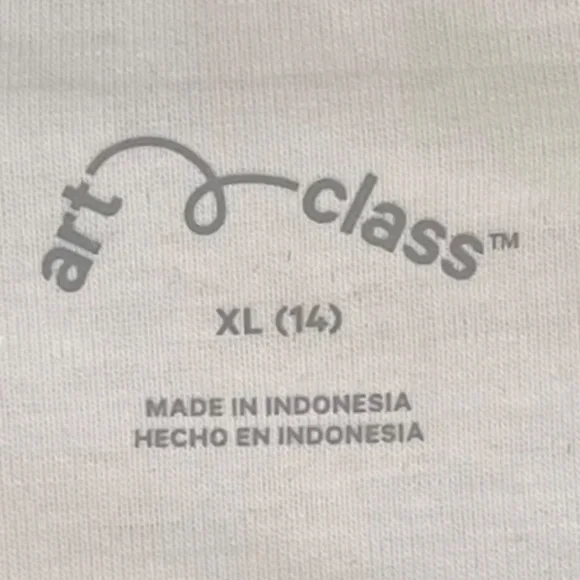 art class™
XL (14)
MADE IN INDONESIA
HECHO EN INDONESIA